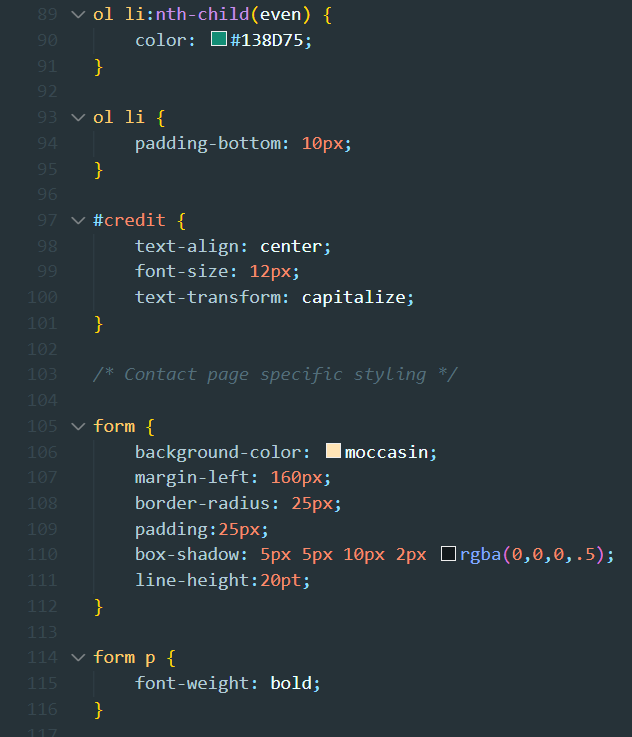 89 ol li:nth-child(even) {
90 color: #138D75;
91 }
92
93 ol li {
94 padding-bottom: 10px;
95 }
96
97 #credit {
98 text-align: center;
99 font-size: 12px;
100 text-transform: capitalize;
101 }
102
103 /* Contact page specific styling */
104
105 form {
106 background-color: moccasin;
107 margin-left: 160px;
108 border-radius: 25px;
109 padding:25px;
110 box-shadow: 5px 5px 10px 2px rgba(0,0,0,.5);
111 line-height:20pt;
112 }
113
114 form p {
115 font-weight: bold;
116 }
117